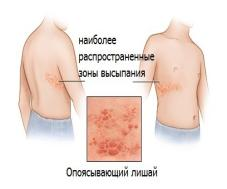 наиболее
распространенные
зоны высыпания
Опоясывающий лишай